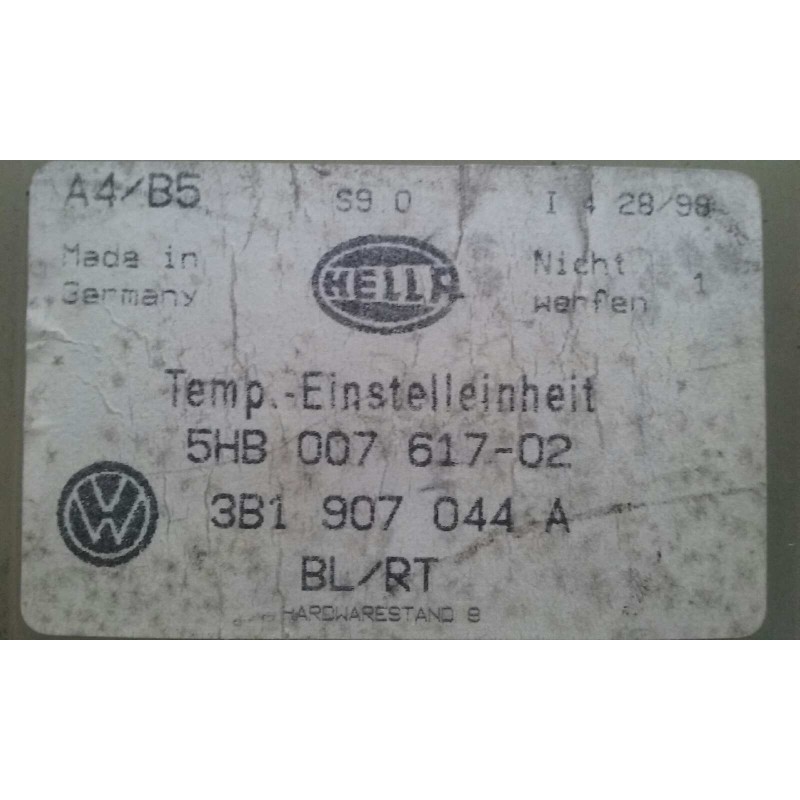 A4/B5 S9.0 I 4 28/98
Made in Germany
HELLA
Nicht werfen 1
Temp.-Einstelleinheit
5HB 007 617-02
VW
3B1 907 044 A
BL/RT
HARDWARESTAND 8